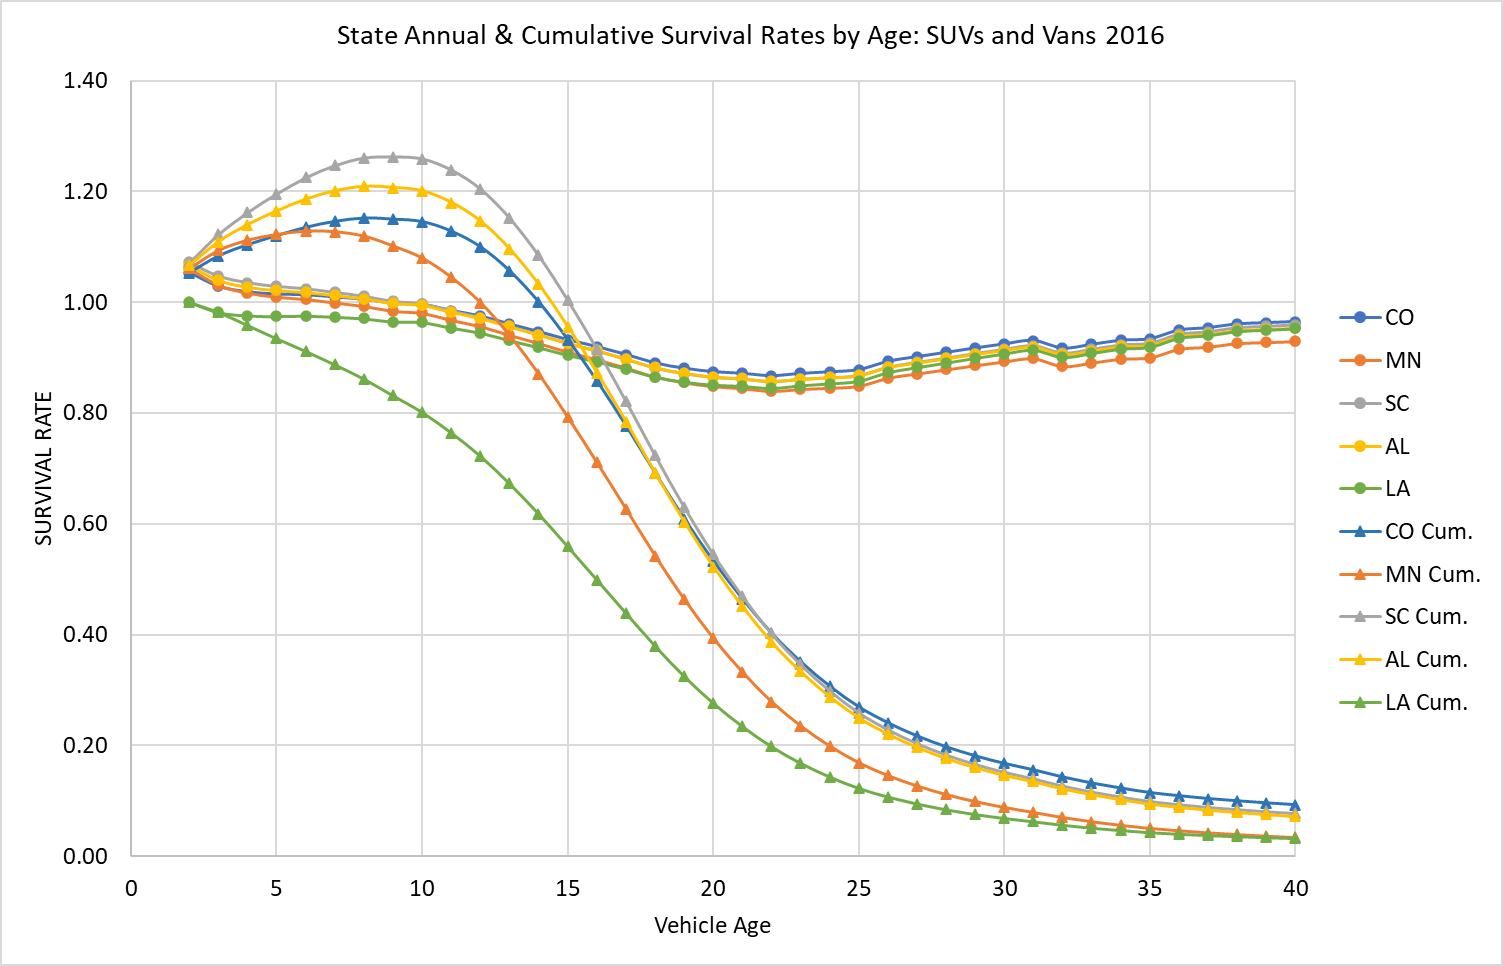 State Annual & Cumulative Survival Rates by Age: SUVs and Vans 2016
1.40
1.20
1.00
0.80
0.60
0.40
0.20
0.00
SURVIVAL RATE
0 5 10 15 20 25 30 35 40
Vehicle Age
CO
MN
SC
AL
LA
CO Cum.
MN Cum.
SC Cum.
AL Cum.
LA Cum.